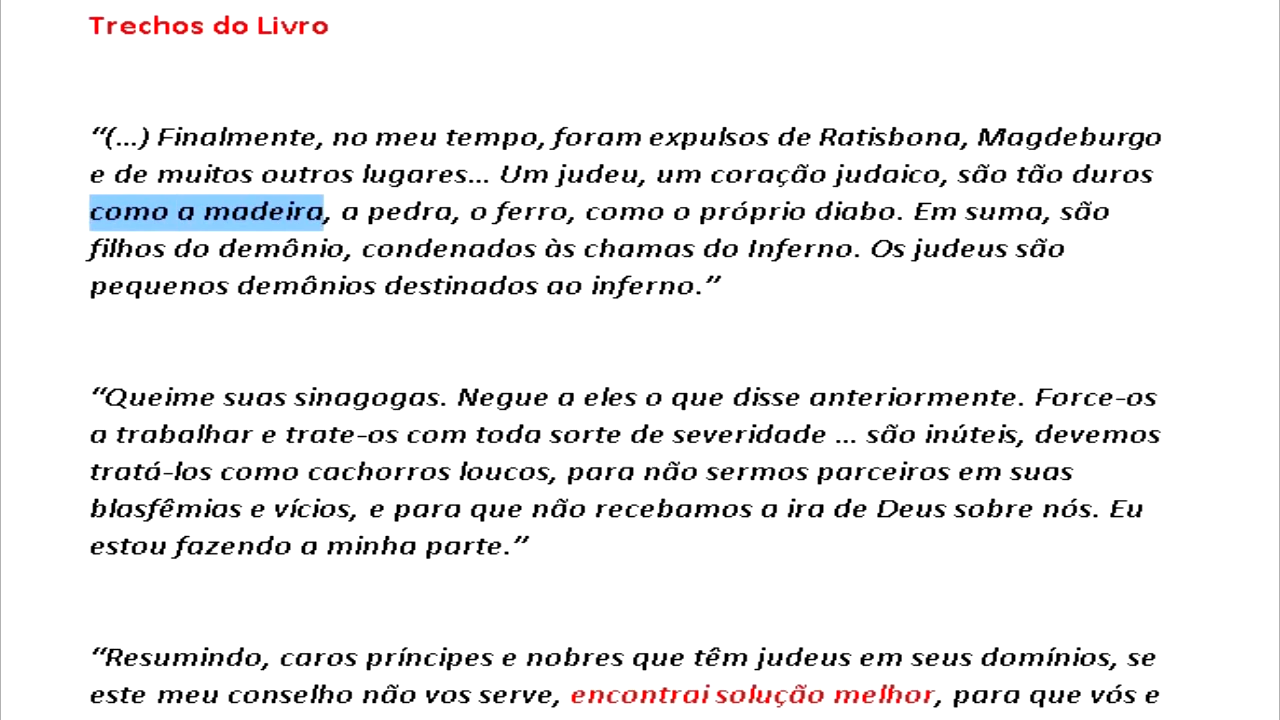 Trechos do Livro
“(...) Finalmente, no meu tempo, foram expulsos de Ratisbona, Magdeburgo
e de muitos outros lugares... Um judeu, um coração judaico, são tão duros
como a madeira, a pedra, o ferro, como o próprio diabo. Em suma, são
filhos do demônio, condenados às chamas do Inferno. Os judeus são
pequenos demônios destinados ao inferno.”
“Queime suas sinagogas. Negue a eles o que disse anteriormente. Force-os
a trabalhar e trate-os com toda sorte de severidade ... são inúteis, devemos
tratá-los como cachorros loucos, para não sermos parceiros em suas
blasfêmias e vícios, e para que não recebamos a ira de Deus sobre nós. Eu
estou fazendo a minha parte.”
“Resumindo, caros príncipes e nobres que têm judeus em seus domínios, se
este meu conselho não vos serve, encontrai solução melhor, para que vós e